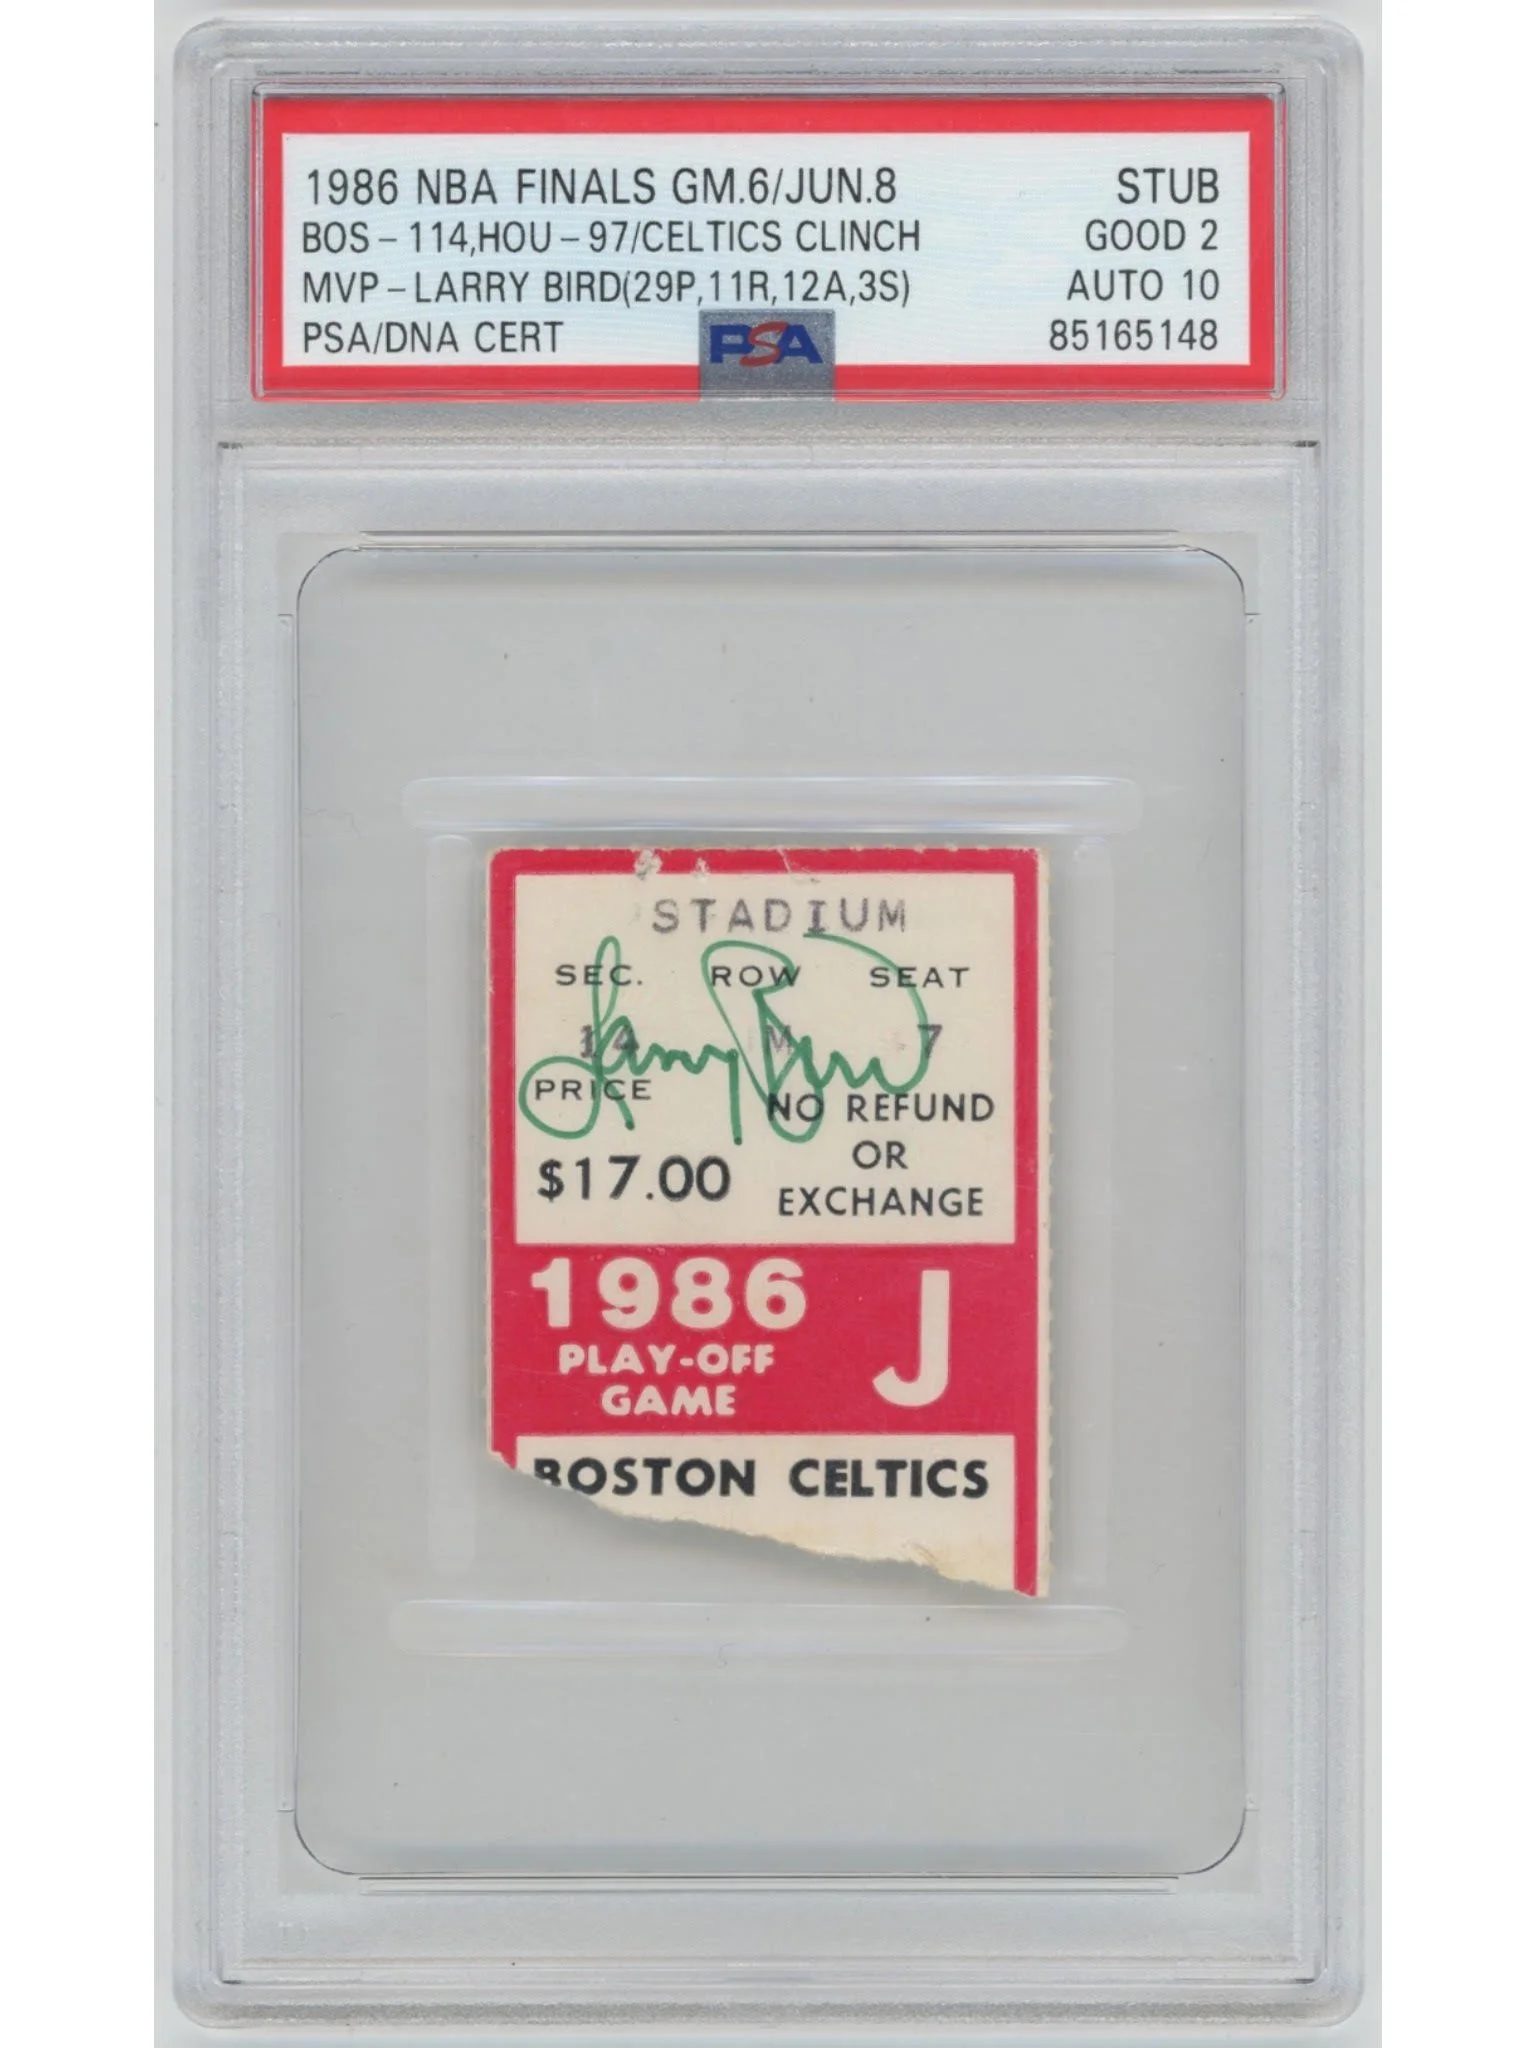 1986 NBA FINALS GM.6/JUN.8 STUB
BOS - 114,HOU - 97/CELTICS CLINCH GOOD 2
MVP - LARRY BIRD(29P,11R,12A,3S) AUTO 10
PSA/DNA CERT PSA 85165148
STADIUM
SEC. ROW SEAT
14 M 7
Larry Bird
PRICE
$17.00
NO REFUND
OR
EXCHANGE
1986
PLAY-OFF
GAME
J
BOSTON CELTICS